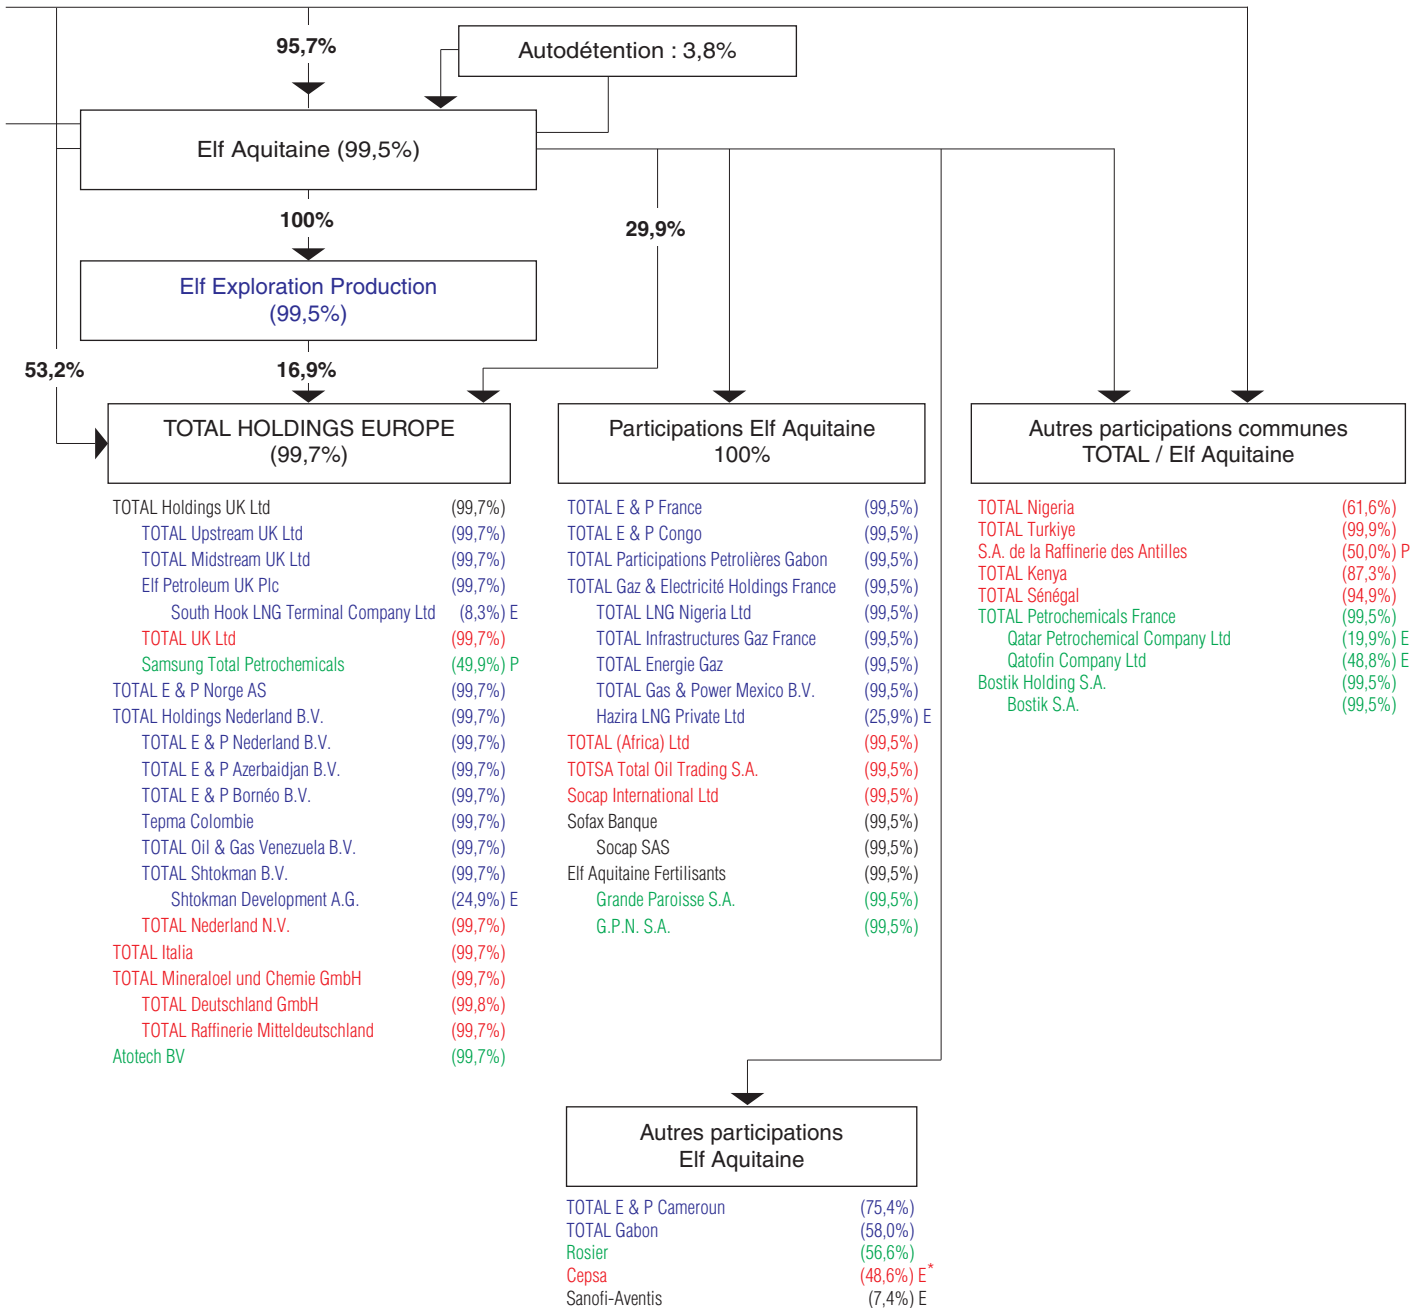 95,7%
Autodétention : 3,8%
Elf Aquitaine (99,5%)
100%
29,9%
Elf Exploration Production
(99,5%)
53,2%
16,9%
TOTAL HOLDINGS EUROPE
(99,7%)
TOTAL Holdings UK Ltd (99,7%)
TOTAL Upstream UK Ltd (99,7%)
TOTAL Midstream UK Ltd (99,7%)
Elf Petroleum UK Plc (99,7%)
South Hook LNG Terminal Company Ltd (8,3%) E
TOTAL UK Ltd (99,7%)
Samsung Total Petrochemicals (49,9%) P
TOTAL E & P Norge AS (99,7%)
TOTAL Holdings Nederland B.V. (99,7%)
TOTAL E & P Nederland B.V. (99,7%)
TOTAL E & P Azerbaidjan B.V. (99,7%)
TOTAL E & P Bornéo B.V. (99,7%)
Tepma Colombie (99,7%)
TOTAL Oil & Gas Venezuela B.V. (99,7%)
TOTAL Shtokman B.V. (99,7%)
Shtokman Development A.G. (24,9%) E
TOTAL Nederland N.V. (99,7%)
TOTAL Italia (99,7%)
TOTAL Mineraloel und Chemie GmbH (99,7%)
TOTAL Deutschland GmbH (99,8%)
TOTAL Raffinerie Mitteldeutschland (99,7%)
Atotech BV (99,7%)
Participations Elf Aquitaine
100%
TOTAL E & P France (99,5%)
TOTAL E & P Congo (99,5%)
TOTAL Participations Petrolières Gabon (99,5%)
TOTAL Gaz & Electricité Holdings France (99,5%)
TOTAL LNG Nigeria Ltd (99,5%)
TOTAL Infrastructures Gaz France (99,5%)
TOTAL Energie Gaz (99,5%)
TOTAL Gas & Power Mexico B.V. (99,5%)
Hazira LNG Private Ltd (25,9%) E
TOTAL (Africa) Ltd (99,5%)
TOTSA Total Oil Trading S.A. (99,5%)
Socap International Ltd (99,5%)
Sofax Banque (99,5%)
Socap SAS (99,5%)
Elf Aquitaine Fertilisants (99,5%)
Grande Paroisse S.A. (99,5%)
G.P.N. S.A. (99,5%)
Autres participations communes
TOTAL / Elf Aquitaine
TOTAL Nigeria (61,6%)
TOTAL Turkiye (99,9%)
S.A. de la Raffinerie des Antilles (50,0%) P
TOTAL Kenya (87,3%)
TOTAL Sénégal (94,9%)
TOTAL Petrochemicals France (99,5%)
Qatar Petrochemical Company Ltd (19,9%) E
Qatofin Company Ltd (48,8%) E
Bostik Holding S.A. (99,5%)
Bostik S.A. (99,5%)
Autres participations
Elf Aquitaine
TOTAL E & P Cameroun (75,4%)
TOTAL Gabon (58,0%)
Rosier (56,6%)
Cepsa (48,6%) E*
Sanofi-Aventis (7,4%) E